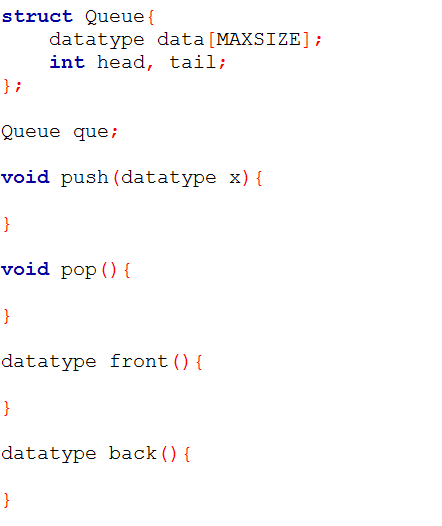 struct Queue{
    datatype data[MAXSIZE];
    int head, tail;
};
Queue que;
void push(datatype x){
}
void pop(){
}
datatype front(){
}
datatype back(){
}